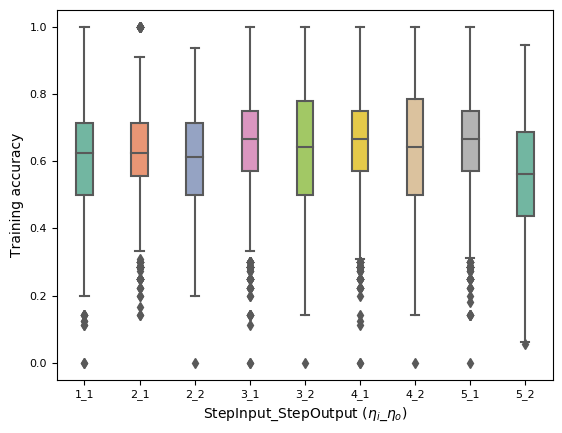 1.0
0.8
0.6
0.4
0.2
0.0
Training accuracy
1_1 2_1 2_2 3_1 3_2 4_1 4_2 5_1 5_2
StepInput_StepOutput (η_i_η_o)